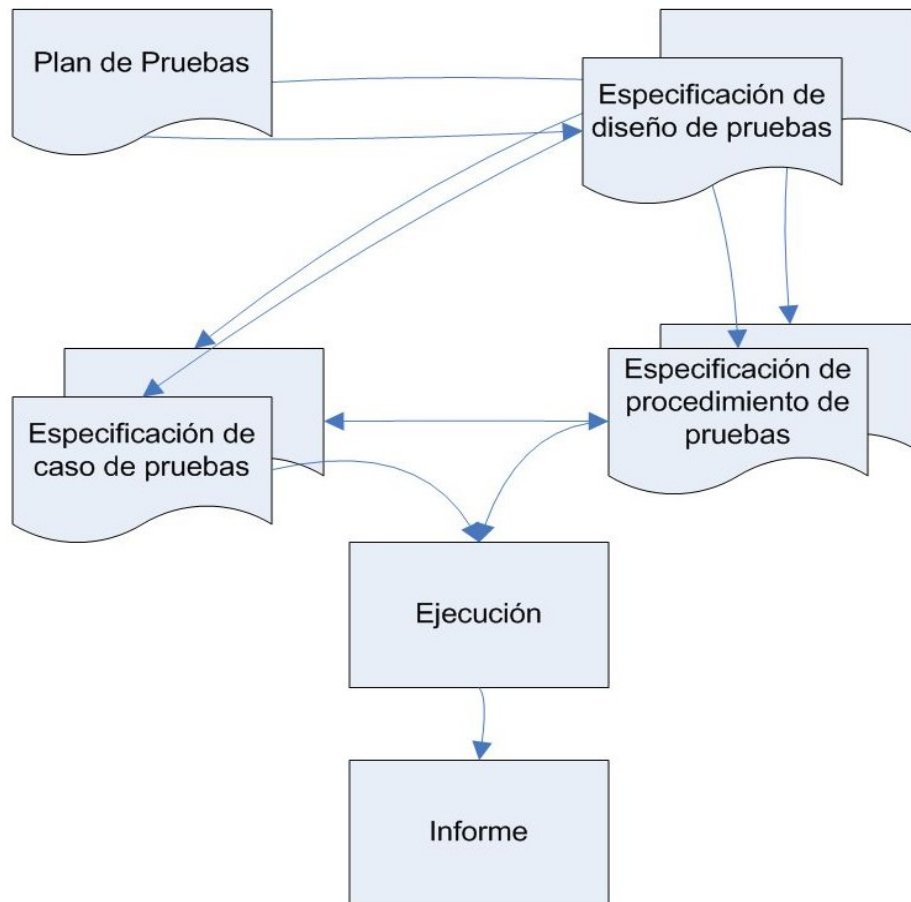 Plan de Pruebas
Especificación de
diseño de pruebas
Especificación de
caso de pruebas
Especificación de
procedimiento de
pruebas
Ejecución
Informe